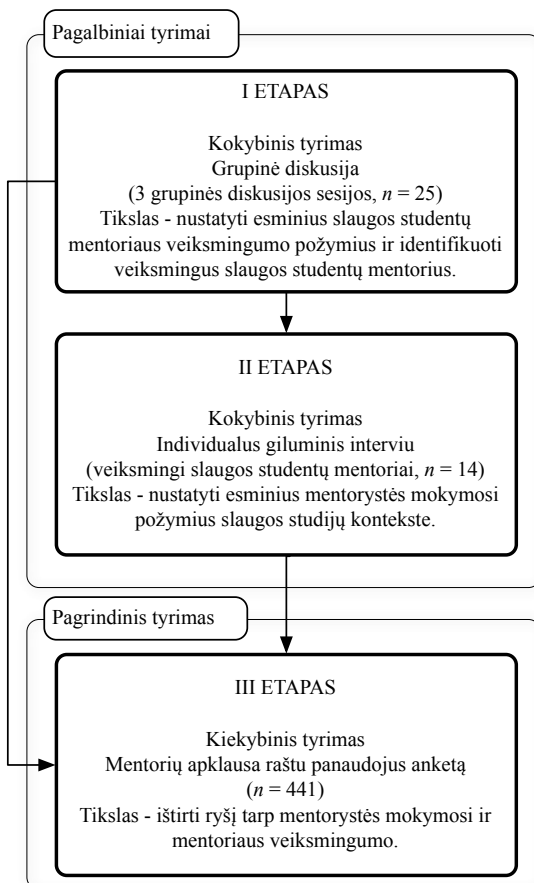 Pagalbiniai tyrimai
I ETAPAS
Kokybinis tyrimas
Grupinė diskusija
(3 grupinės diskusijos sesijos, n = 25)
Tikslas - nustatyti esminius slaugos studentų
mentoriaus veiksmingumo požymius ir identifikuoti
veiksmingus slaugos studentų mentorius.
II ETAPAS
Kokybinis tyrimas
Individualus giluminis interviu
(veiksmingi slaugos studentų mentoriai, n = 14)
Tikslas - nustatyti esminius mentorystės mokymosi
požymius slaugos studijų kontekste.
Pagrindinis tyrimas
III ETAPAS
Kiekybinis tyrimas
Mentorių apklausa raštu panaudojus anketą
(n = 441)
Tikslas - ištirti ryšį tarp mentorystės mokymosi ir
mentoriaus veiksmingumo.